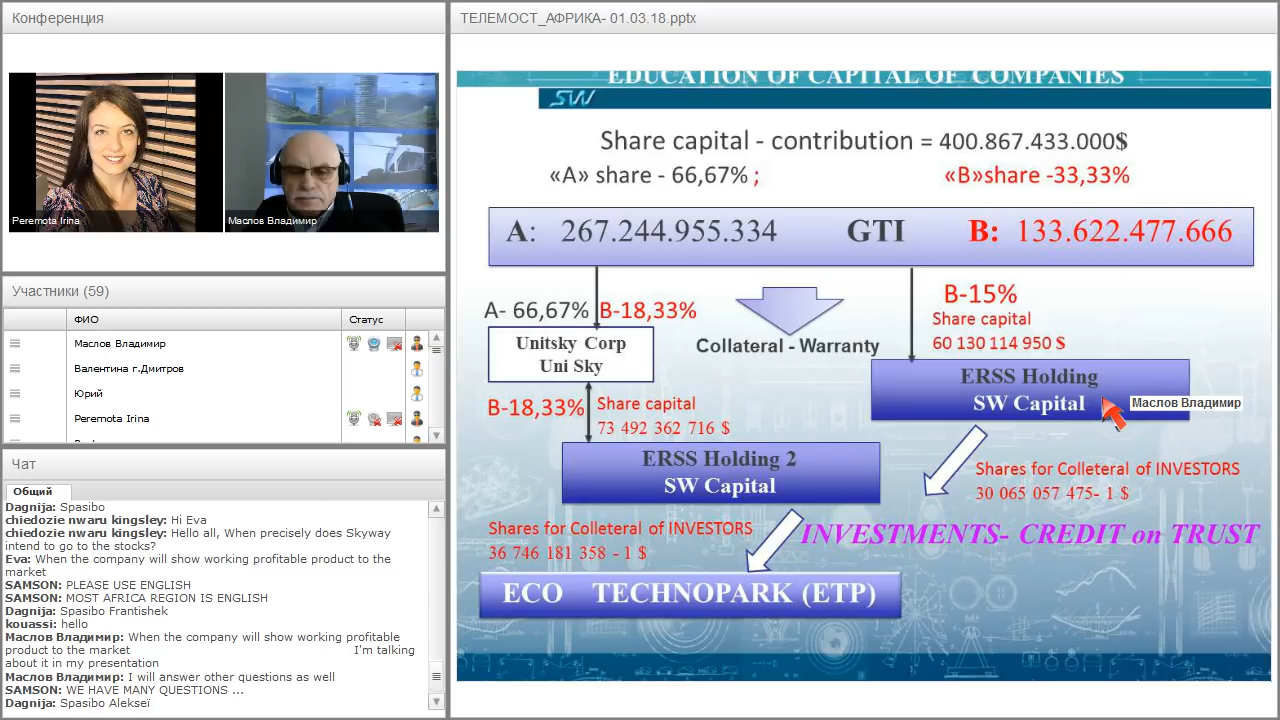 Конференция
Peremota Irina
Маслов Владимир
Участники (59)
ФИО
Статус
Маслов Владимир
Валентина г.Дмитров
Юрий
Peremota Irina
Чат
Общий
Dagnija: Spasibo
chiedozie nwaru kingsley: Hi Eva
chiedozie nwaru kingsley: Hello all, When precisely does Skyway
intend to go to the stocks?
Eva: When the company will show working profitable product to the
market
SAMSON: PLEASE USE ENGLISH
SAMSON: MOST AFRICA REGION IS ENGLISH
Dagnija: Spasibo Frantishek
kouassi: hello
Маслов Владимир: When the company will show working profitable
product to the market I'm talking
about it in my presentation
Маслов Владимир: I will answer other questions as well
SAMSON: WE HAVE MANY QUESTIONS ...
Dagnija: Spasibo Alekseï
ТЕЛЕМОСТ_АФРИКА- 01.03.18.pptx
EDUCATION OF CAPITAL OF COMPANIES
SW
Share capital - contribution = 400.867.433.000$
«A» share - 66,67% ; «B»share -33,33%
A: 267.244.955.334 GTI B: 133.622.477.666
A- 66,67% B-18,33%
B-15%
Share capital
60 130 114 950 $
Unitsky Corp
Uni Sky
Collateral - Warranty
ERSS Holding
SW Capital
Маслов Владимир
B-18,33% Share capital
73 492 362 716 $
ERSS Holding 2
SW Capital
Shares for Colleteral of INVESTORS
30 065 057 475- 1 $
Shares for Colleteral of INVESTORS
36 746 181 358 - 1 $
INVESTMENTS- CREDIT on TRUST
ECO TECHNOPARK (ETP)